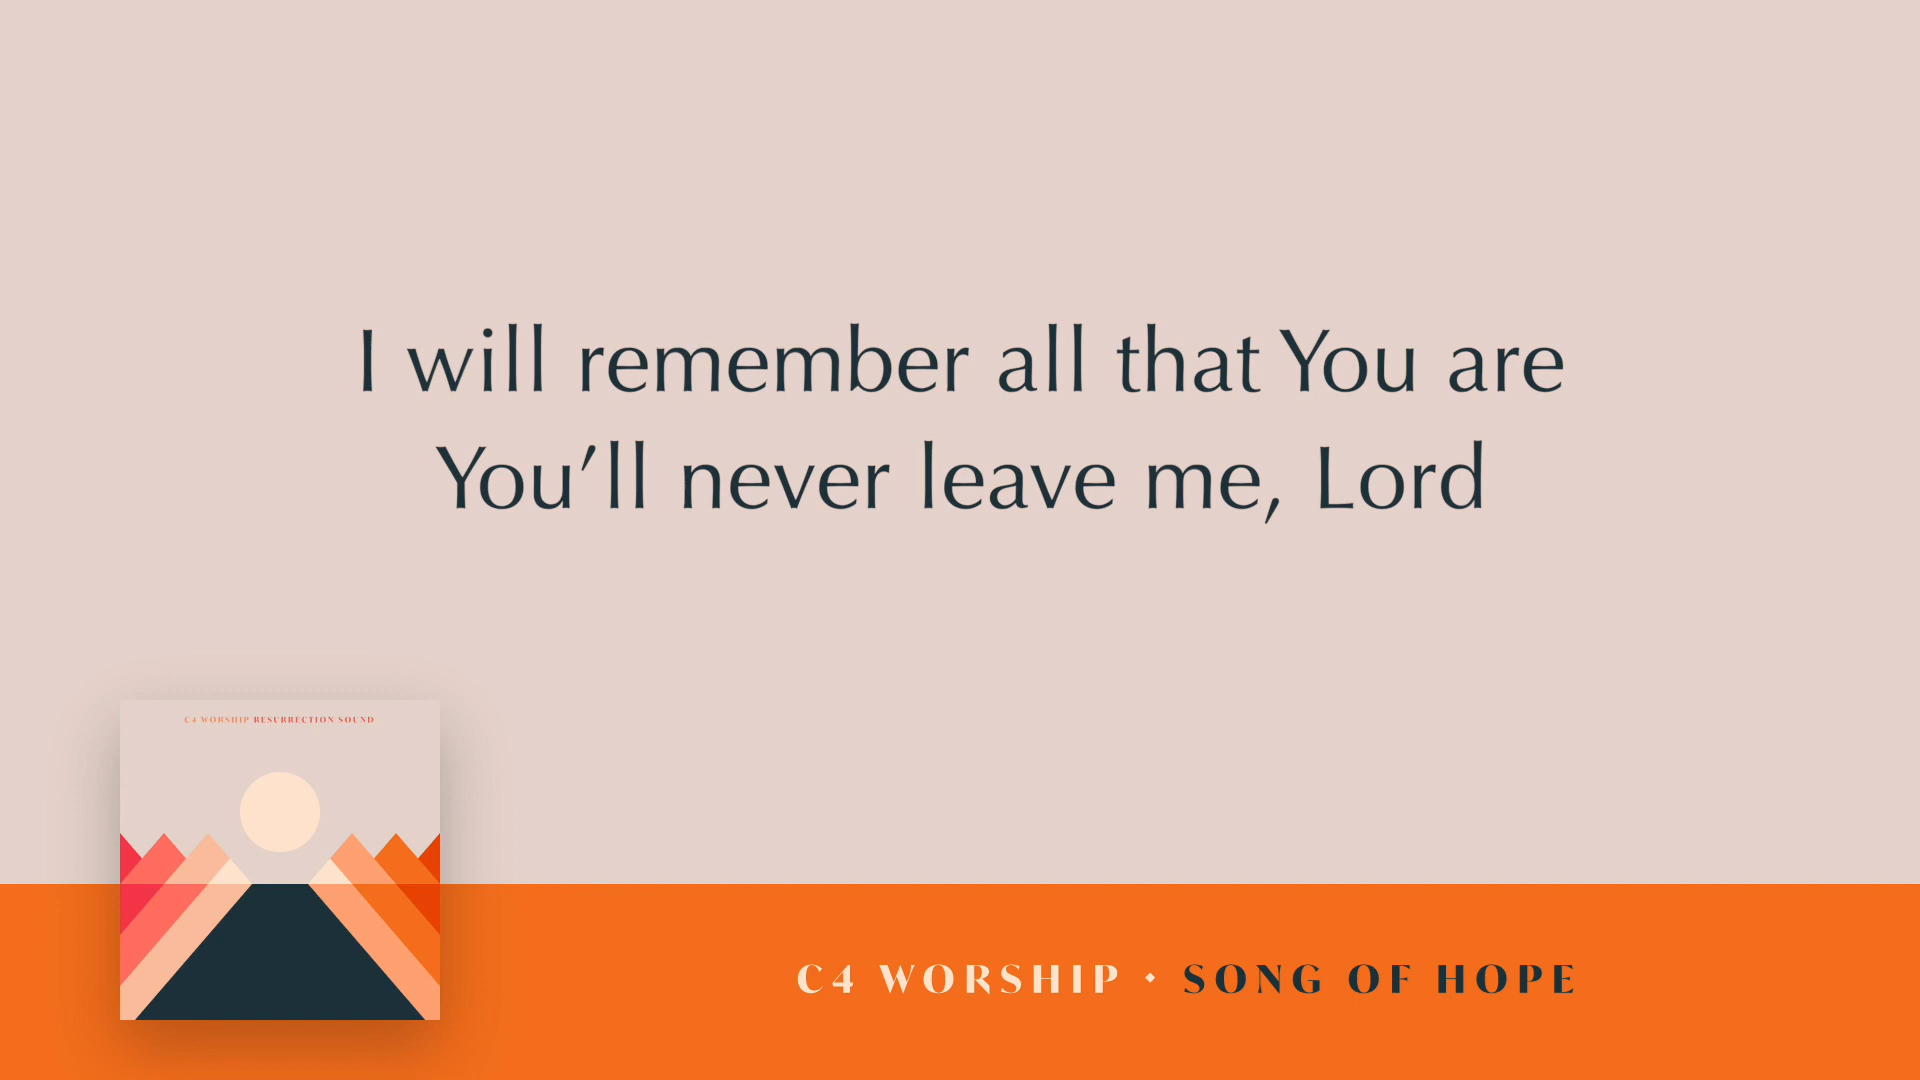 I will remember all that You are
You’ll never leave me, Lord
C4 WORSHIP RESURRECTION SOUND
C4 WORSHIP • SONG OF HOPE